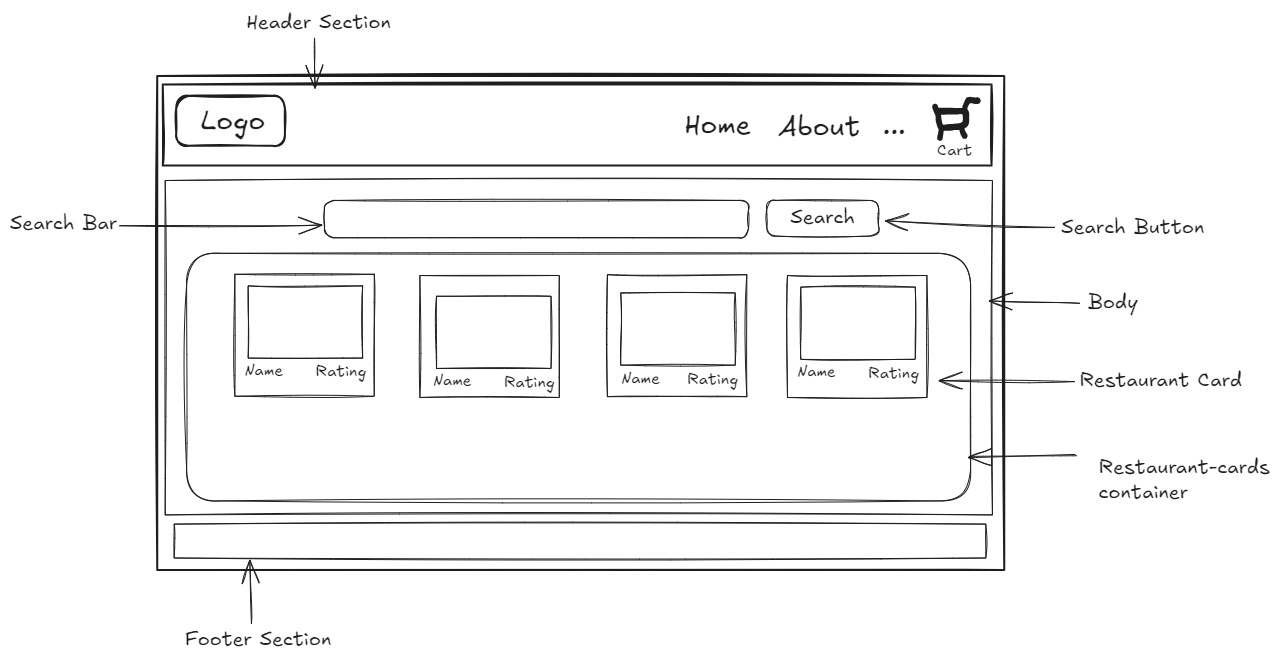 Header Section
Logo
Home About ...
Cart
Search Bar
Search
Search Button
Body
Name Rating
Name Rating
Name Rating
Name Rating
Restaurant Card
Restaurant-cards
container
Footer Section